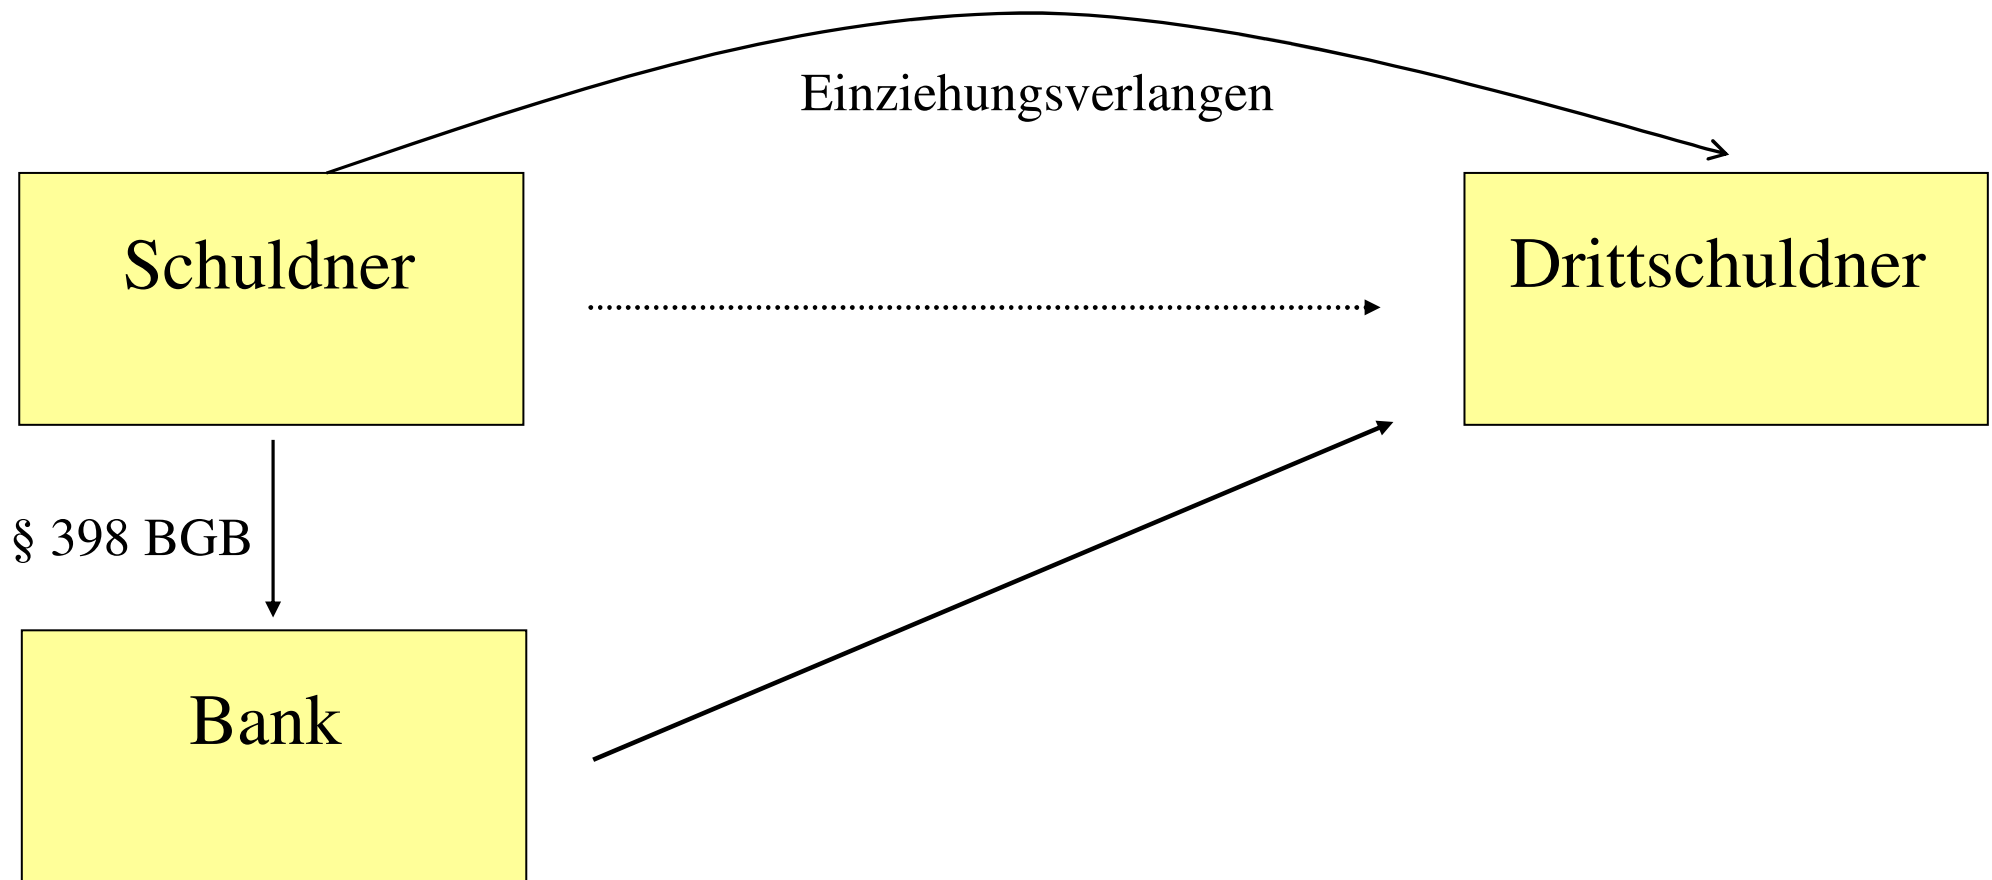 Einziehungsverlangen
Schuldner
Drittschuldner
§ 398 BGB
Bank